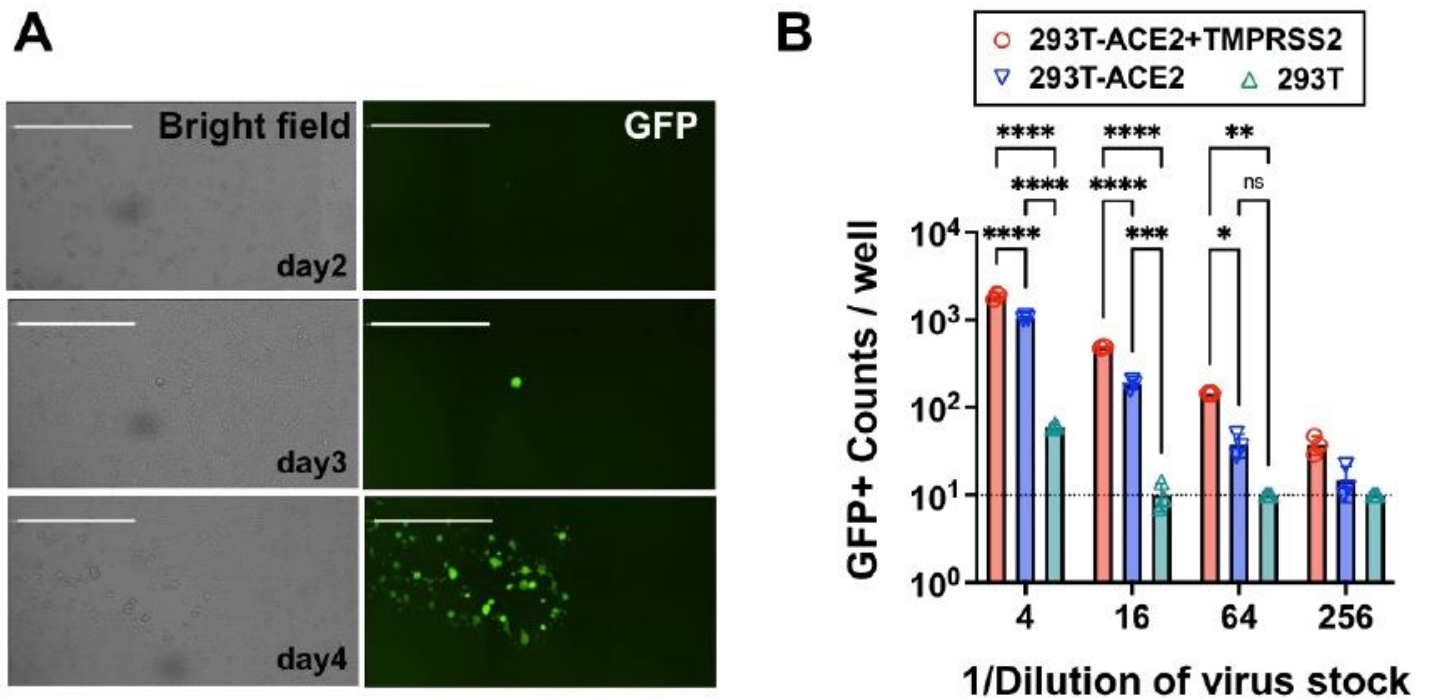 A
Bright field
GFP
day2
day3
day4
B
293T-ACE2+TMPRSS2
293T-ACE2 293T
**** **** **
**** **** ns
**** *** *
GFP+ Counts / well
10⁴
10³
10²
10¹
10⁰
4 16 64 256
1/Dilution of virus stock